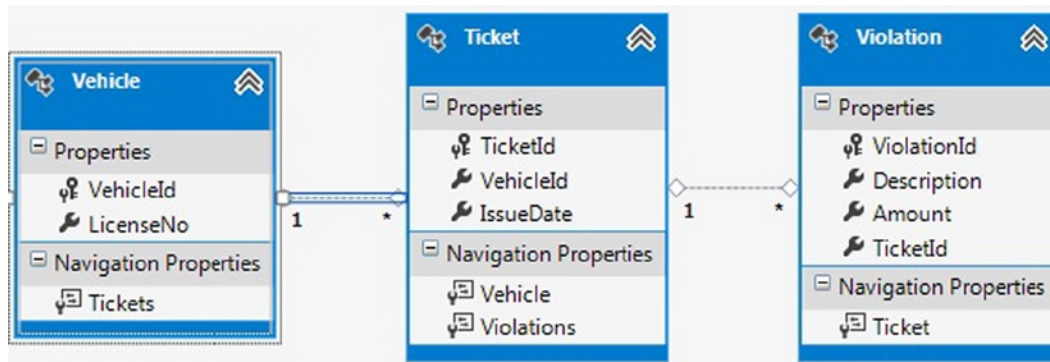 Vehicle
Properties
VehicleId
LicenseNo
Navigation Properties
Tickets
1
*
Ticket
Properties
TicketId
VehicleId
IssueDate
Navigation Properties
Vehicle
Violations
1
*
Violation
Properties
ViolationId
Description
Amount
TicketId
Navigation Properties
Ticket